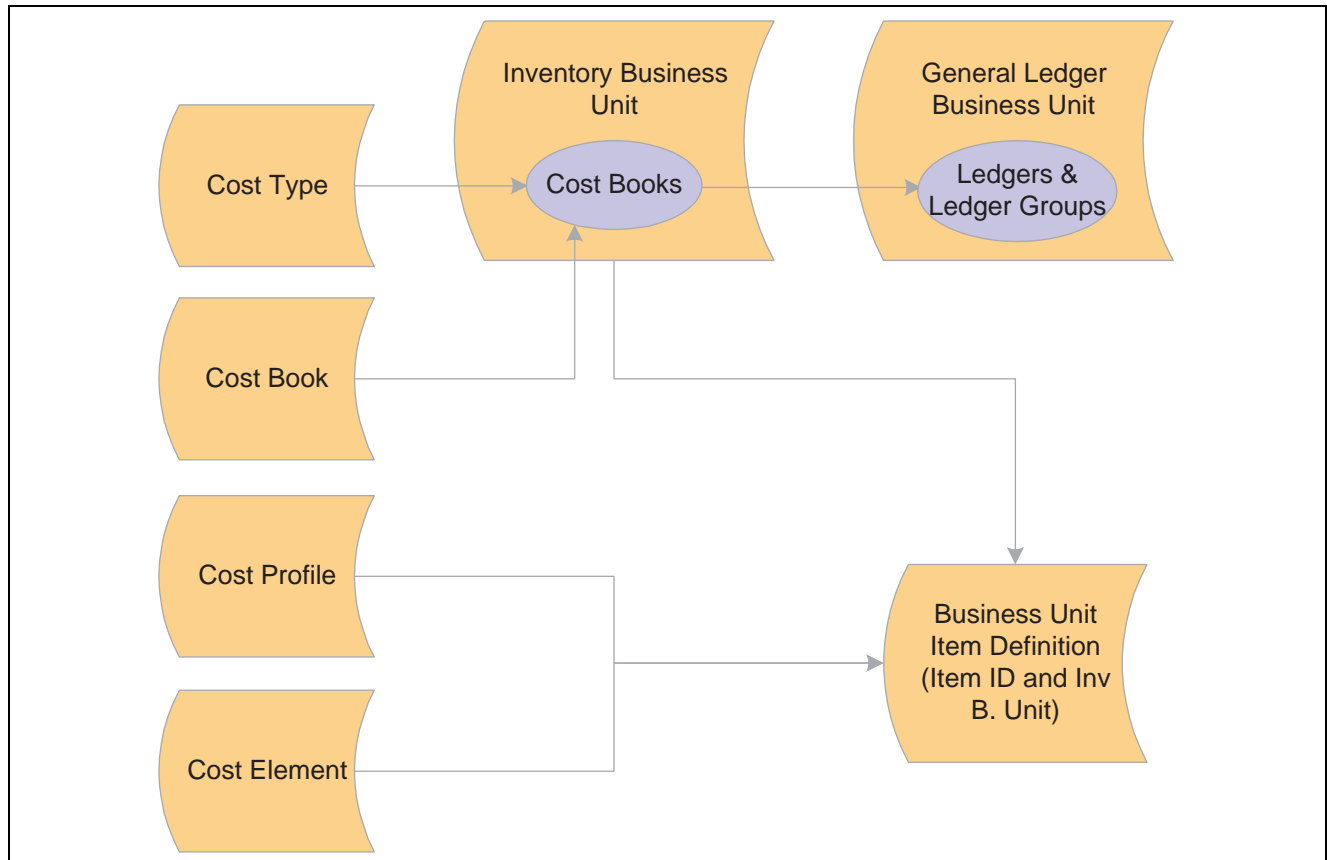 Inventory Business
Unit
General Ledger
Business Unit
Cost Type
Cost Books
Ledgers &
Ledger Groups
Cost Book
Cost Profile
Business Unit
Item Definition
(Item ID and Inv
B. Unit)
Cost Element